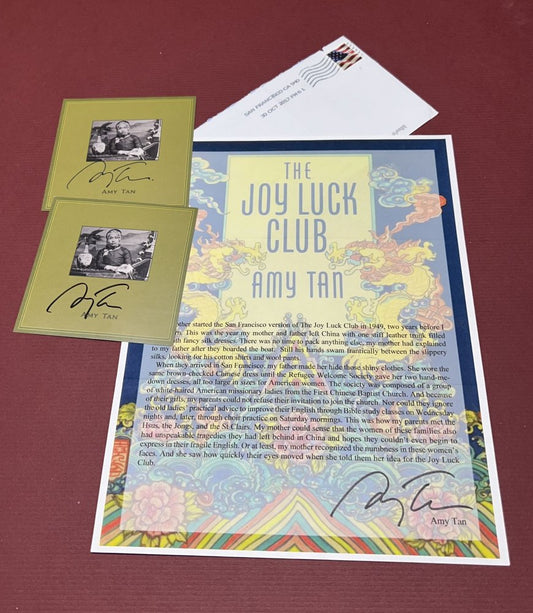 SAN FRANCISCO CA 940
30 OCT 2017 PM 6 L
Amy Tan
AMY TAN
Amy Tan
AMY TAN
THE
JOY LUCK
CLUB
AMY TAN
other started the San Francisco version of The Joy Luck Club in 1949, two years before I
This was the year my mother and father left China with one stiff leather trunk filled
with fancy silk dresses. There was no time to pack anything else, my mother had explained
to my father after they boarded the boat. Still his hands swam frantically between the slippery
silks, looking for his cotton shirts and wool pants.
When they arrived in San Francisco, my father made her hide those shiny clothes. She wore the
same brown-checked Chinese dress until the Refugee Welcome Society gave her two hand-me-
down dresses, all too large in sizes for American women. The society was composed of a group
of white-haired American missionary ladies from the First Chinese Baptist Church. And because
of their gifts, my parents could not refuse their invitation to join the church. Nor could they ignore
the old ladies' practical advice to improve their English through Bible study classes on Wednesday
nights and, later, through choir practice on Saturday mornings. This was how my parents met the
Hsus, the Jongs, and the St. Clairs. My mother could sense that the women of these families also
had unspeakable tragedies they had left behind in China and hopes they couldn't even begin to
express in their fragile English. Or at least, my mother recognized the numbness in these women's
faces. And she saw how quickly their eyes moved when she told them her idea for the Joy Luck
Club.
Amy Tan
Amy Tan